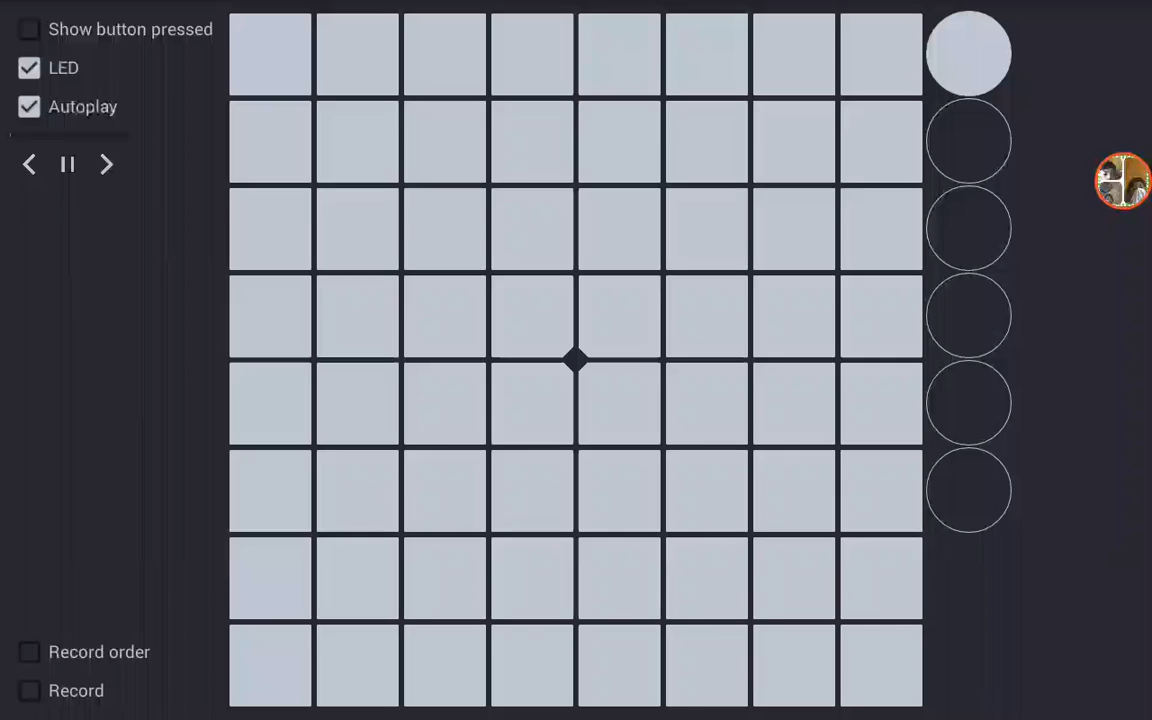 Show button pressed
LED
Autoplay
Record order
Record